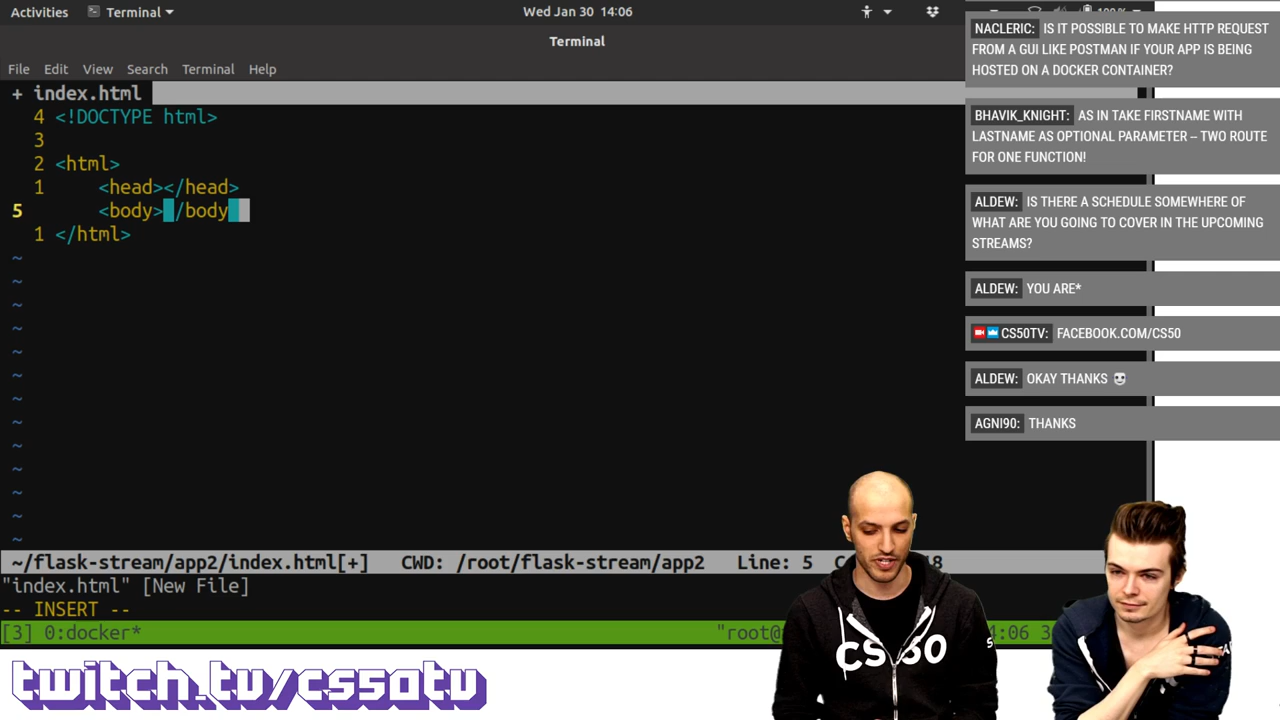 Activities Terminal Wed Jan 30 14:06
Terminal
File Edit View Search Terminal Help
+ index.html
4 <!DOCTYPE html>
3
2 <html>
1 <head></head>
5 <body></body>
1 </html>
~
~
~
~
~
~
~
~
~
~
~
~
~
~/flask-stream/app2/index.html[+] CWD: /root/flask-stream/app2 Line: 5
"index.html" [New File]
-- INSERT --
[3] 0:docker* "root@
NACLERIC: IS IT POSSIBLE TO MAKE HTTP REQUEST
FROM A GUI LIKE POSTMAN IF YOUR APP IS BEING
HOSTED ON A DOCKER CONTAINER?
BHAVIK_KNIGHT: AS IN TAKE FIRSTNAME WITH
LASTNAME AS OPTIONAL PARAMETER -- TWO ROUTE
FOR ONE FUNCTION!
ALDEW: IS THERE A SCHEDULE SOMEWHERE OF
WHAT ARE YOU GOING TO COVER IN THE UPCOMING
STREAMS?
ALDEW: YOU ARE*
CS50TV: FACEBOOK.COM/CS50
ALDEW: OKAY THANKS
AGNI90: THANKS
CS50
twitch.tv/cs50tv